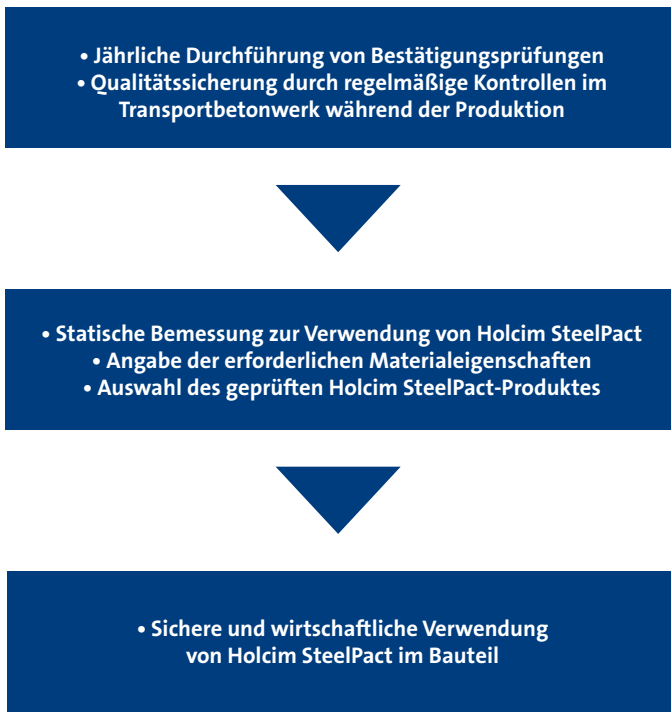 • Jährliche Durchführung von Bestätigungsprüfungen
• Qualitätssicherung durch regelmäßige Kontrollen im
Transportbetonwerk während der Produktion
• Statische Bemessung zur Verwendung von Holcim SteelPact
• Angabe der erforderlichen Materialeigenschaften
• Auswahl des geprüften Holcim SteelPact-Produktes
• Sichere und wirtschaftliche Verwendung
von Holcim SteelPact im Bauteil